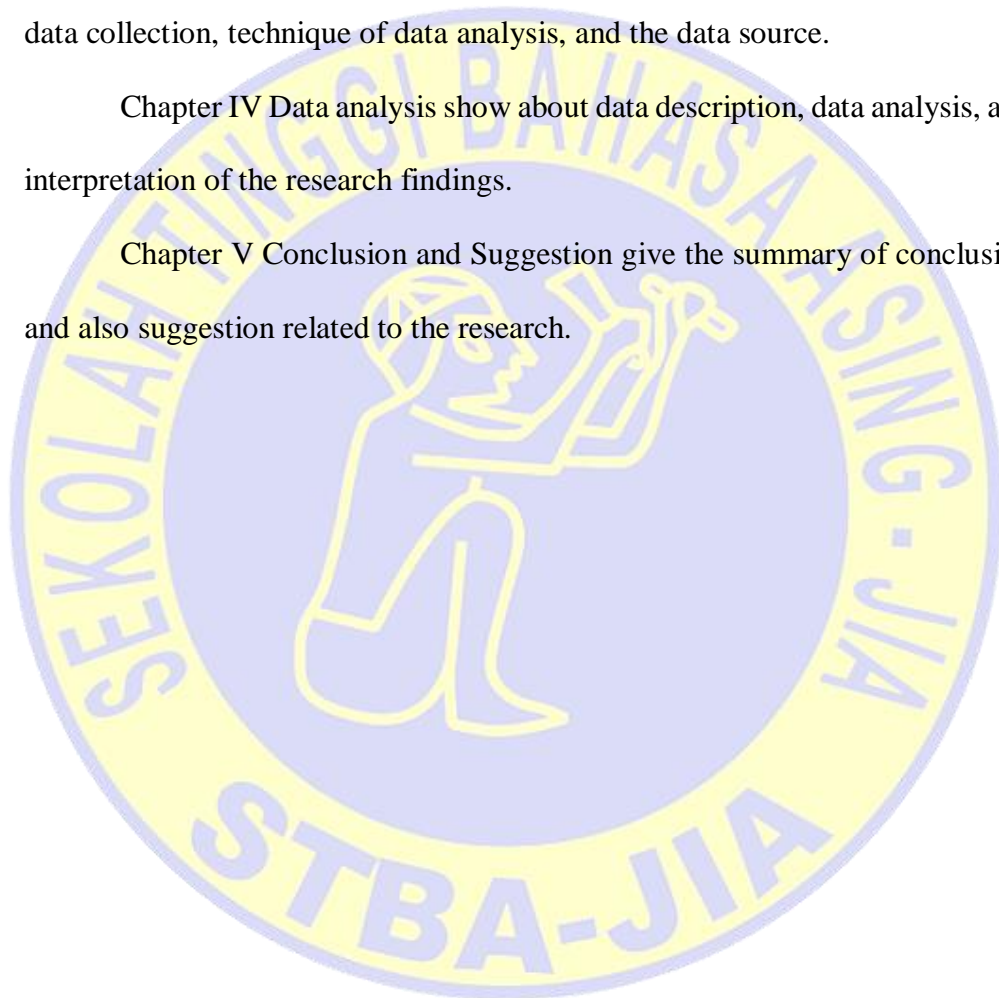 data collection, technique of data analysis, and the data source.
Chapter IV Data analysis show about data description, data analysis, a
interpretation of the research findings.
Chapter V Conclusion and Suggestion give the summary of conclusi
and also suggestion related to the research.
SEKOLAH TINGGI BAHASA ASING - JIA
STBA-JIA